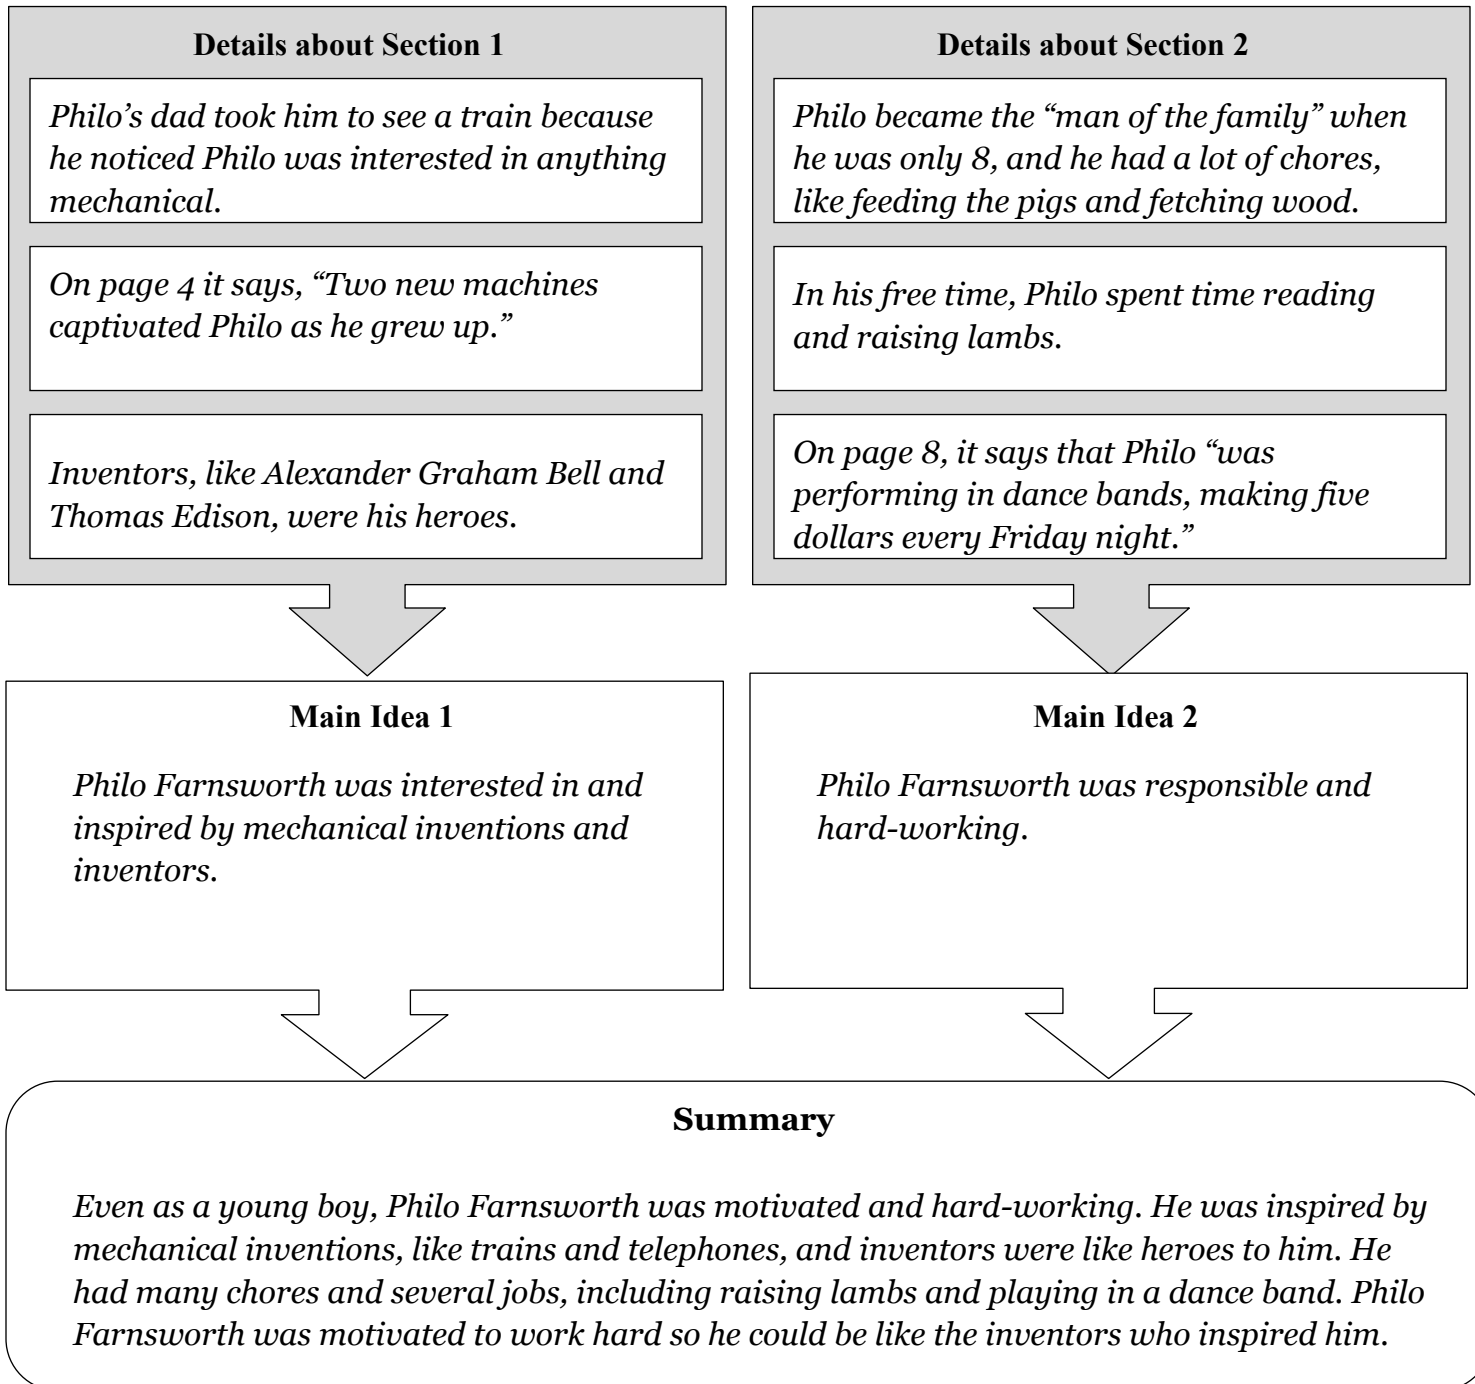 Details about Section 1
Philo’s dad took him to see a train because
he noticed Philo was interested in anything
mechanical.
On page 4 it says, “Two new machines
captivated Philo as he grew up.”
Inventors, like Alexander Graham Bell and
Thomas Edison, were his heroes.
Details about Section 2
Philo became the “man of the family” when
he was only 8, and he had a lot of chores,
like feeding the pigs and fetching wood.
In his free time, Philo spent time reading
and raising lambs.
On page 8, it says that Philo “was
performing in dance bands, making five
dollars every Friday night.”
Main Idea 1
Philo Farnsworth was interested in and
inspired by mechanical inventions and
inventors.
Main Idea 2
Philo Farnsworth was responsible and
hard-working.
Summary
Even as a young boy, Philo Farnsworth was motivated and hard-working. He was inspired by
mechanical inventions, like trains and telephones, and inventors were like heroes to him. He
had many chores and several jobs, including raising lambs and playing in a dance band. Philo
Farnsworth was motivated to work hard so he could be like the inventors who inspired him.